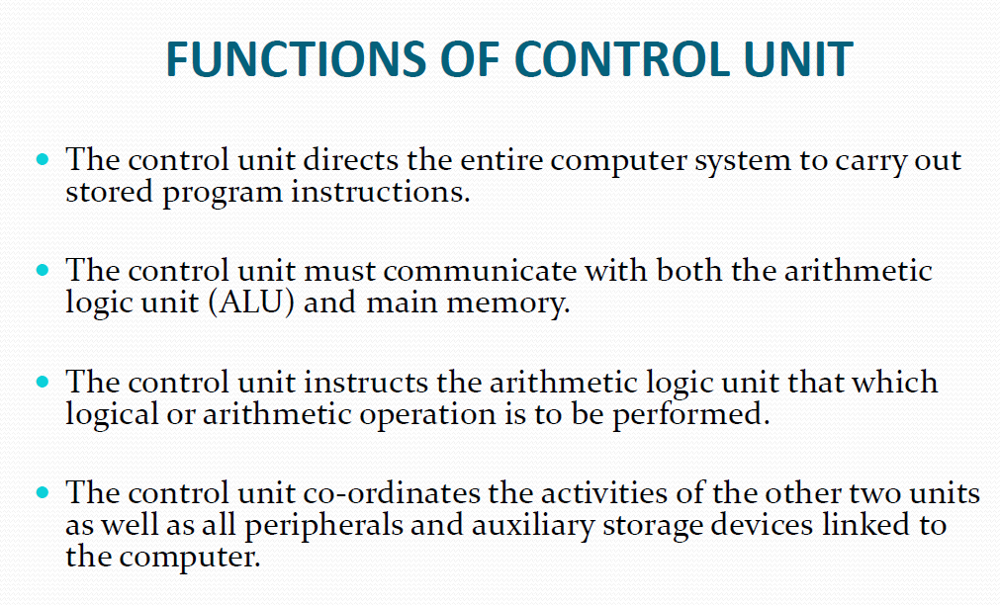 FUNCTIONS OF CONTROL UNIT
• The control unit directs the entire computer system to carry out
stored program instructions.
• The control unit must communicate with both the arithmetic
logic unit (ALU) and main memory.
• The control unit instructs the arithmetic logic unit that which
logical or arithmetic operation is to be performed.
• The control unit co-ordinates the activities of the other two units
as well as all peripherals and auxiliary storage devices linked to
the computer.